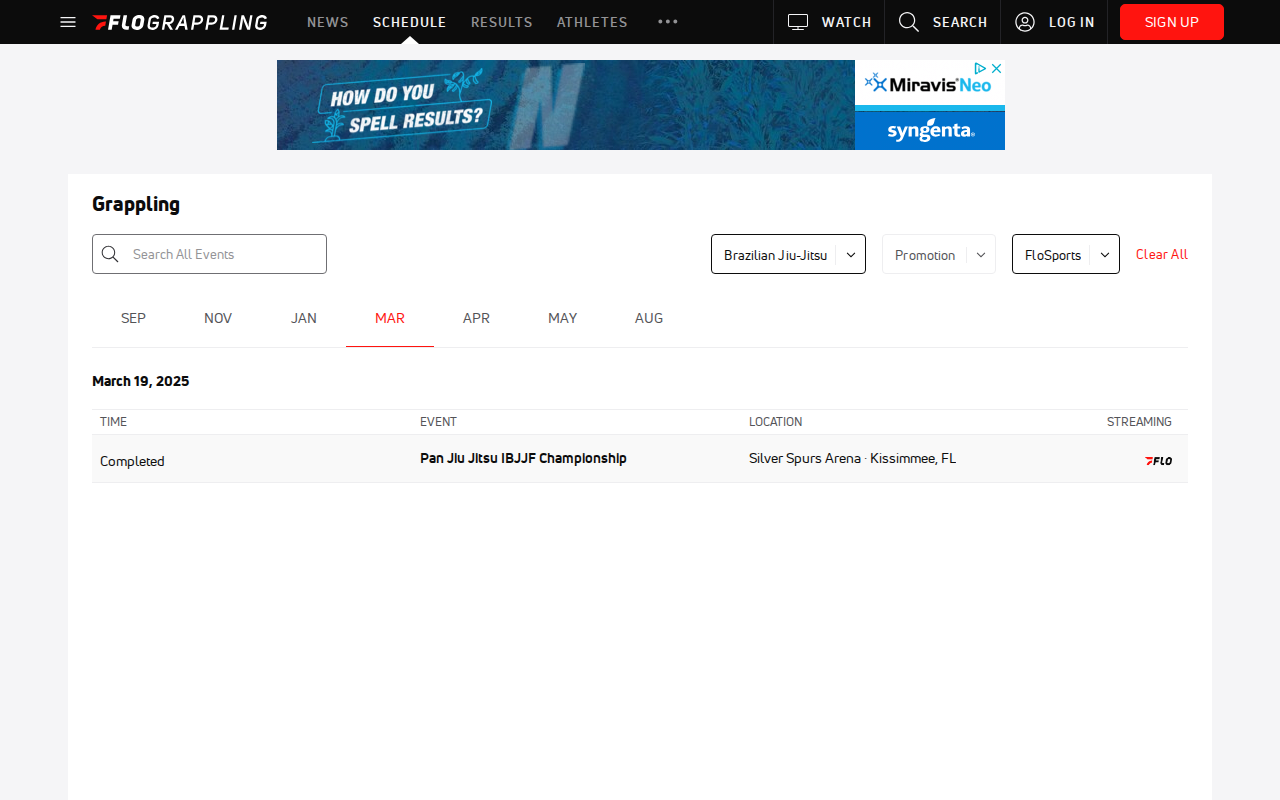 FLOGRAPPLING
NEWS
SCHEDULE
RESULTS
ATHLETES
WATCH
SEARCH
LOG IN
SIGN UP
HOW DO YOU
SPELL RESULTS?
N
Miravis® Neo
syngenta®
Grappling
Search All Events
Brazilian Jiu-Jitsu
Promotion
FloSports
Clear All
SEP
NOV
JAN
MAR
APR
MAY
AUG
March 19, 2025
TIME
EVENT
LOCATION
STREAMING
Completed
Pan Jiu Jitsu IBJJF Championship
Silver Spurs Arena · Kissimmee, FL
FLO